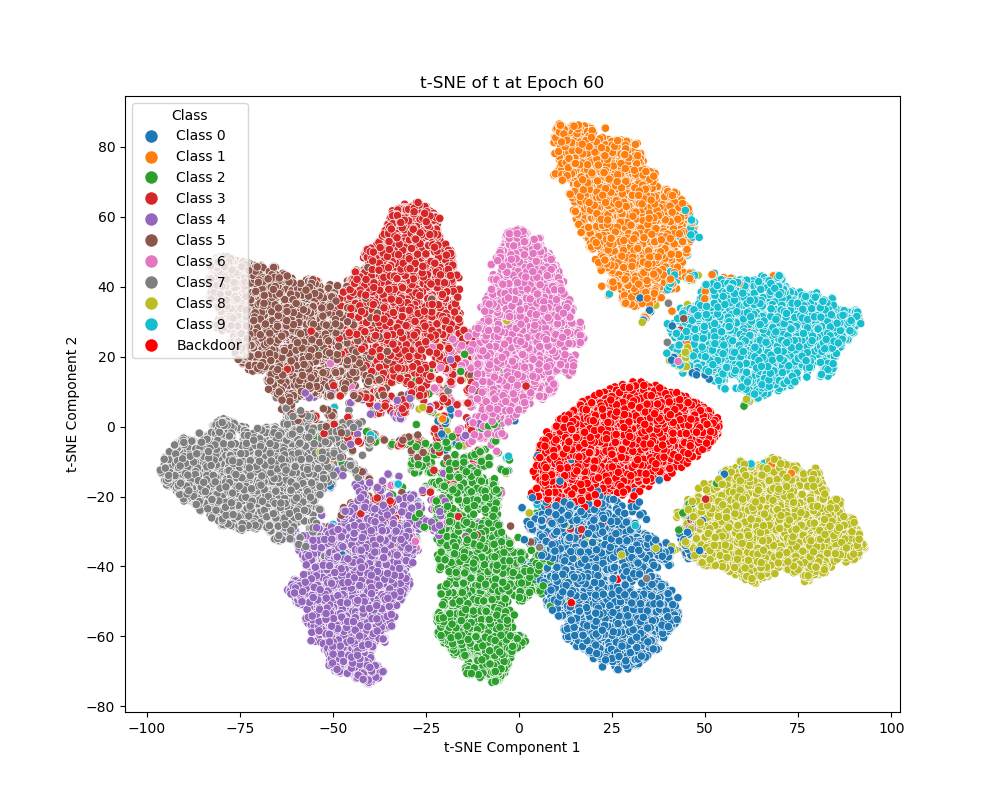 t-SNE of t at Epoch 60
Class
Class 0
Class 1
Class 2
Class 3
Class 4
Class 5
Class 6
Class 7
Class 8
Class 9
Backdoor
80
60
40
20
0
−20
−40
−60
−80
t-SNE Component 2
−100 −75 −50 −25 0 25 50 75 100
t-SNE Component 1